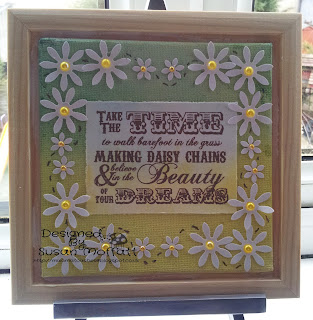 TAKE THE TIME
to walk barefoot in the grass
MAKING DAISY CHAINS
& believe in the Beauty
OF YOUR DREAMS
Designed
By
Susan Moffatt